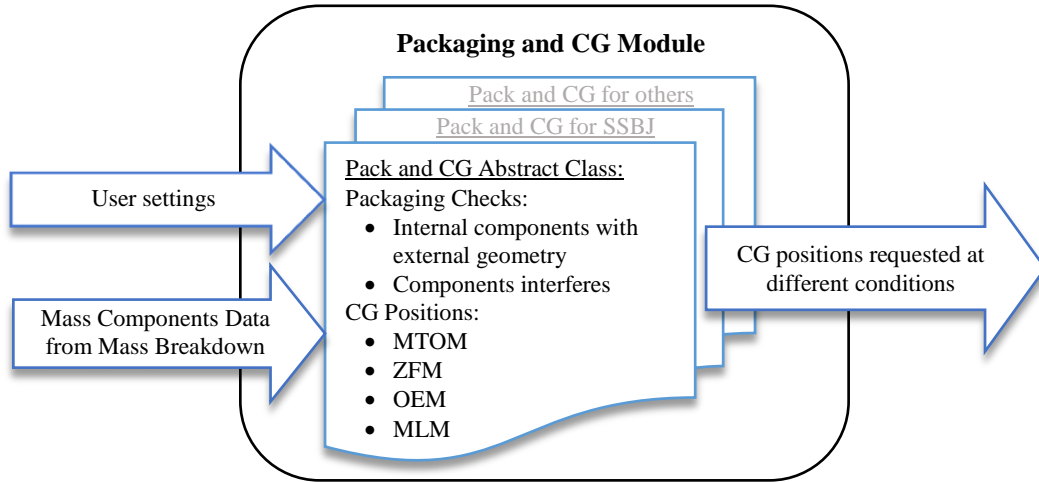 Packaging and CG Module
Pack and CG for others
Pack and CG for SSBJ
Pack and CG Abstract Class:
Packaging Checks:
• Internal components with
external geometry
• Components interferes
CG Positions:
• MTOM
• ZFM
• OEM
• MLM
User settings
Mass Components Data
from Mass Breakdown
CG positions requested at
different conditions